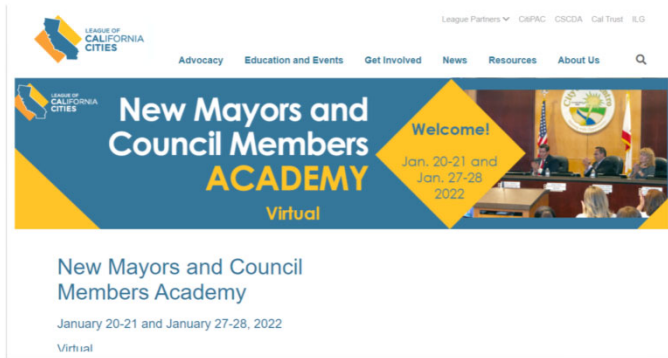 LEAGUE OF
CALIFORNIA
CITIES
League Partners CitiPAC CSCDA Cal Trust ILG
Advocacy Education and Events Get Involved News Resources About Us
LEAGUE OF
CALIFORNIA
CITIES
New Mayors and
Council Members
ACADEMY
Virtual
Welcome!
Jan. 20-21 and
Jan. 27-28
2022
New Mayors and Council
Members Academy
January 20-21 and January 27-28, 2022
Virtual